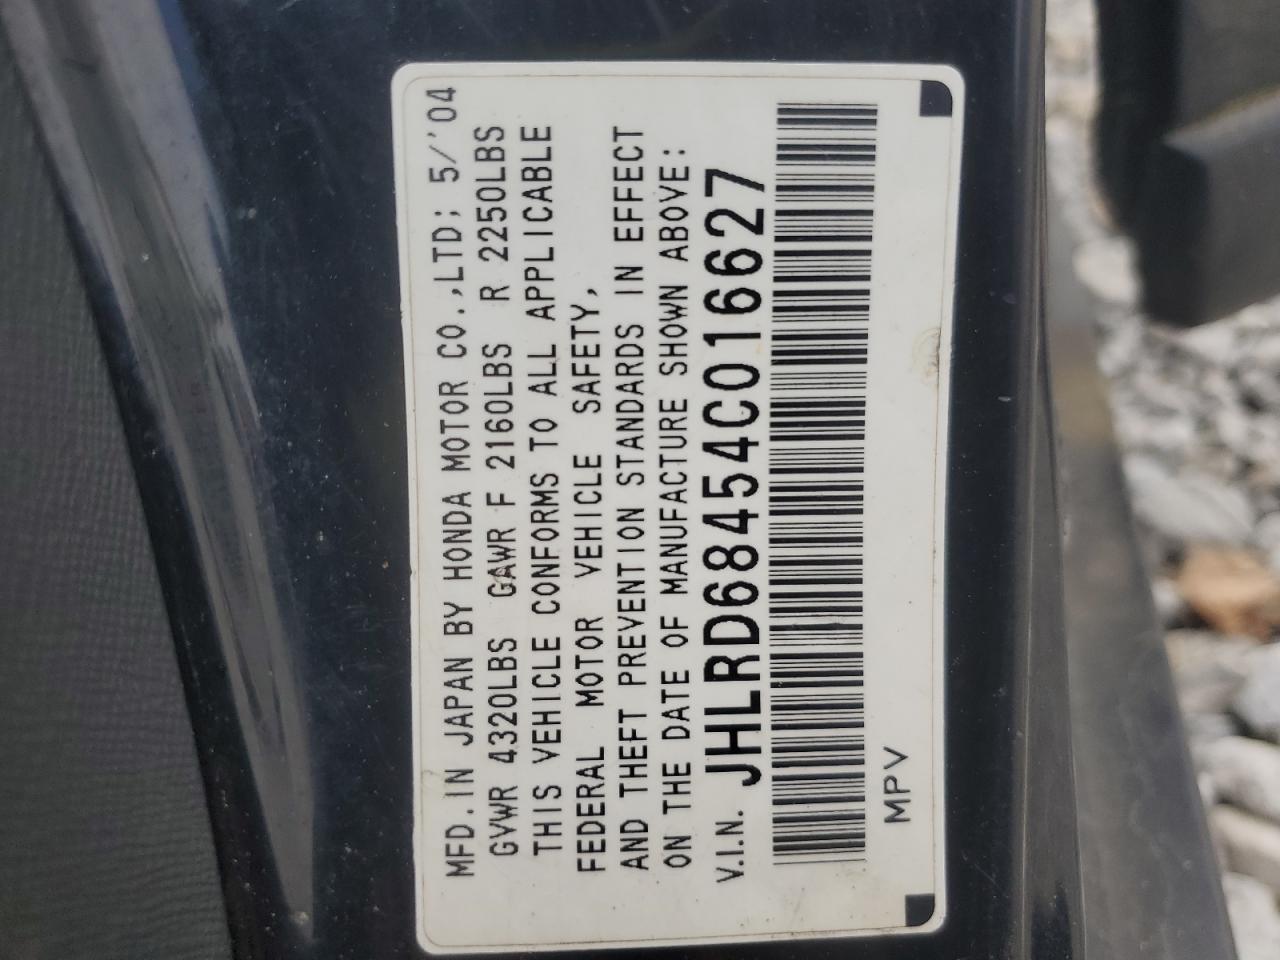 MFD.IN JAPAN BY HONDA MOTOR CO.,LTD; 5/'04
GVWR 4320LBS GAWR F 2160LBS R 2250LBS
THIS VEHICLE CONFORMS TO ALL APPLICABLE
FEDERAL MOTOR VEHICLE SAFETY,
AND THEFT PREVENTION STANDARDS IN EFFECT
ON THE DATE OF MANUFACTURE SHOWN ABOVE:
V.I.N. JHLRD68454C016627
MPV